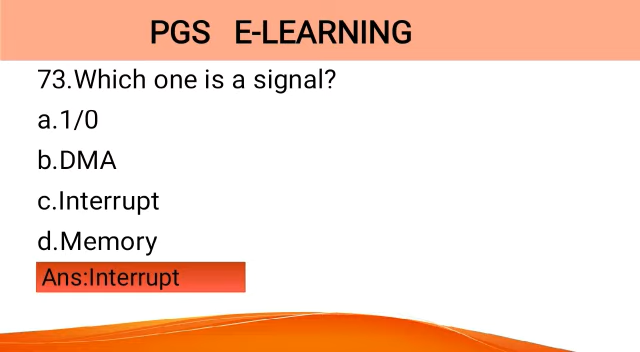 PGS E-LEARNING
73.Which one is a signal?
a.1/0
b.DMA
c.Interrupt
d.Memory
Ans:Interrupt